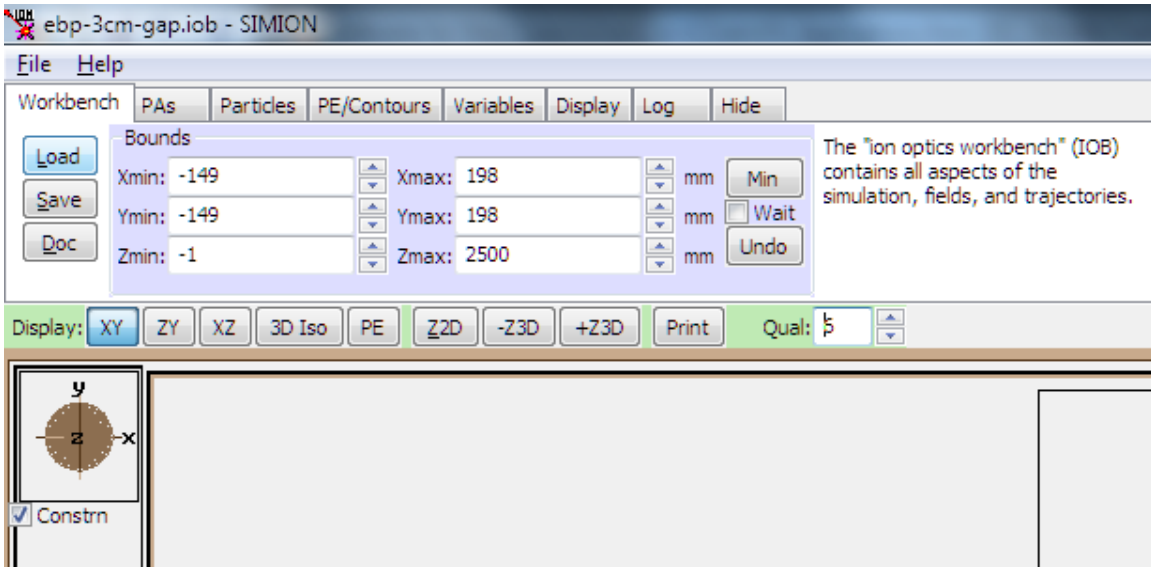 ION
ebp-3cm-gap.iob - SIMION
File Help
Workbench PAs Particles PE/Contours Variables Display Log Hide
Load
Save
Doc
Bounds
Xmin: -149 Xmax: 198 mm Min
Ymin: -149 Ymax: 198 mm Wait
Zmin: -1 Zmax: 2500 mm Undo
The "ion optics workbench" (IOB)
contains all aspects of the
simulation, fields, and trajectories.
Display: XY ZY XZ 3D Iso PE Z2D -Z3D +Z3D Print Qual: 5
y
z x
Constrn